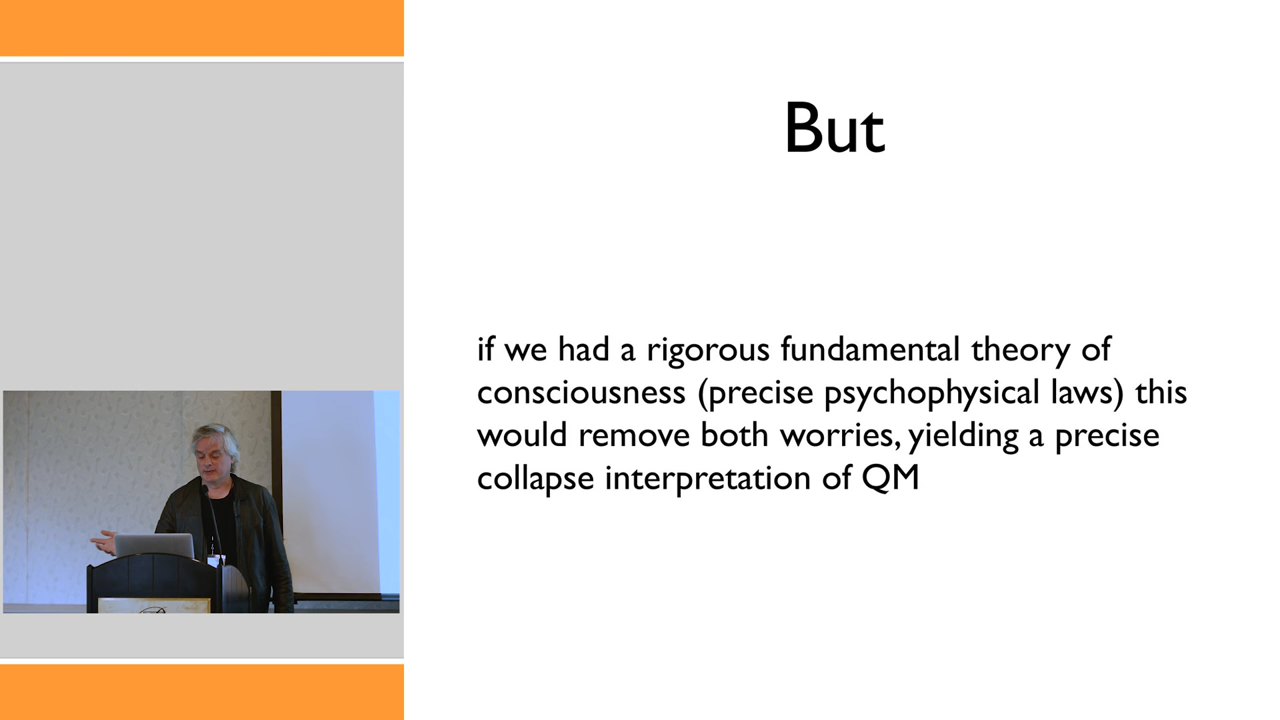 But
if we had a rigorous fundamental theory of
consciousness (precise psychophysical laws) this
would remove both worries, yielding a precise
collapse interpretation of QM